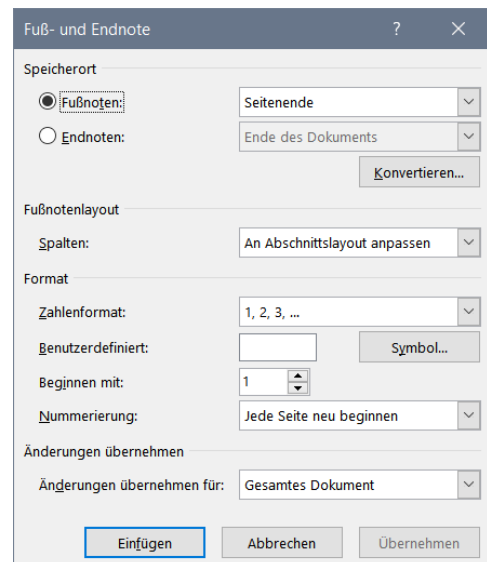 Fuß- und Endnote ?
Speicherort
Fußnoten: Seitenende
Endnoten: Ende des Dokuments
Konvertieren...
Fußnotenlayout
Spalten: An Abschnittslayout anpassen
Format
Zahlenformat: 1, 2, 3, ...
Benutzerdefiniert: Symbol...
Beginnen mit: 1
Nummerierung: Jede Seite neu beginnen
Änderungen übernehmen
Änderungen übernehmen für: Gesamtes Dokument
Einfügen Abbrechen Übernehmen